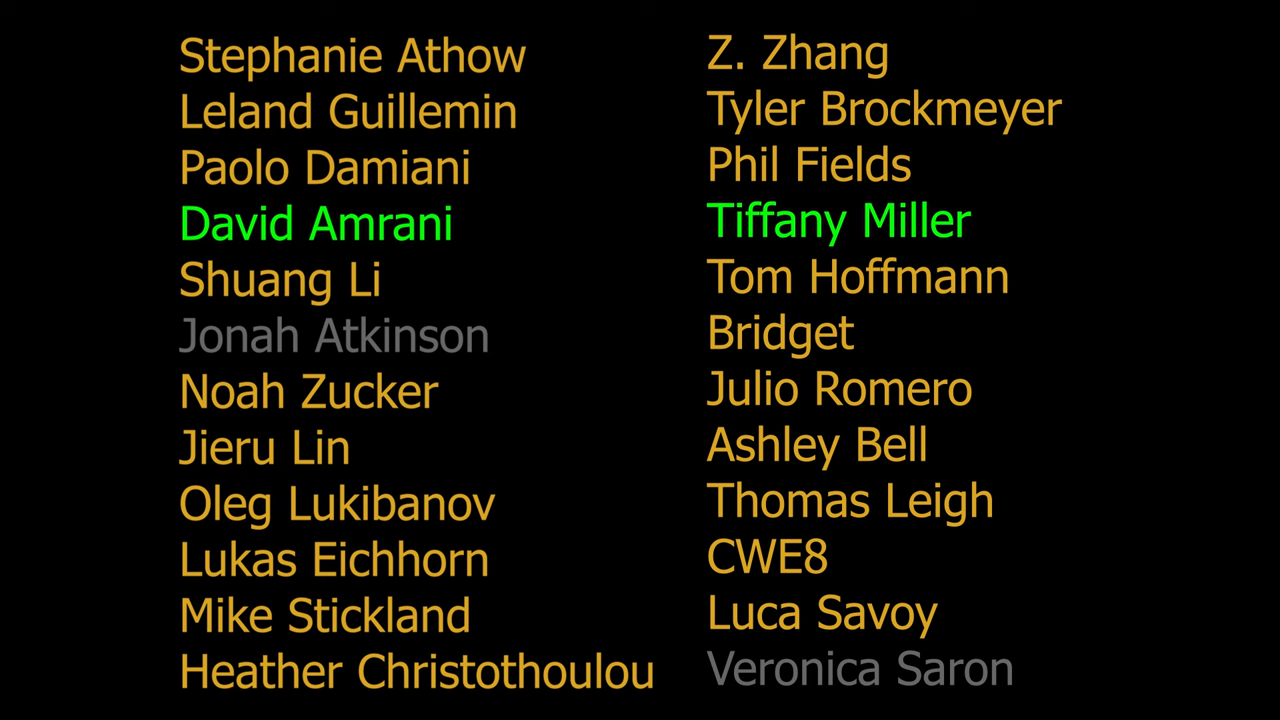 Stephanie Athow
Leland Guillemin
Paolo Damiani
David Amrani
Shuang Li
Jonah Atkinson
Noah Zucker
Jieru Lin
Oleg Lukibanov
Lukas Eichhorn
Mike Stickland
Heather Christothoulou
Z. Zhang
Tyler Brockmeyer
Phil Fields
Tiffany Miller
Tom Hoffmann
Bridget
Julio Romero
Ashley Bell
Thomas Leigh
CWE8
Luca Savoy
Veronica Saron